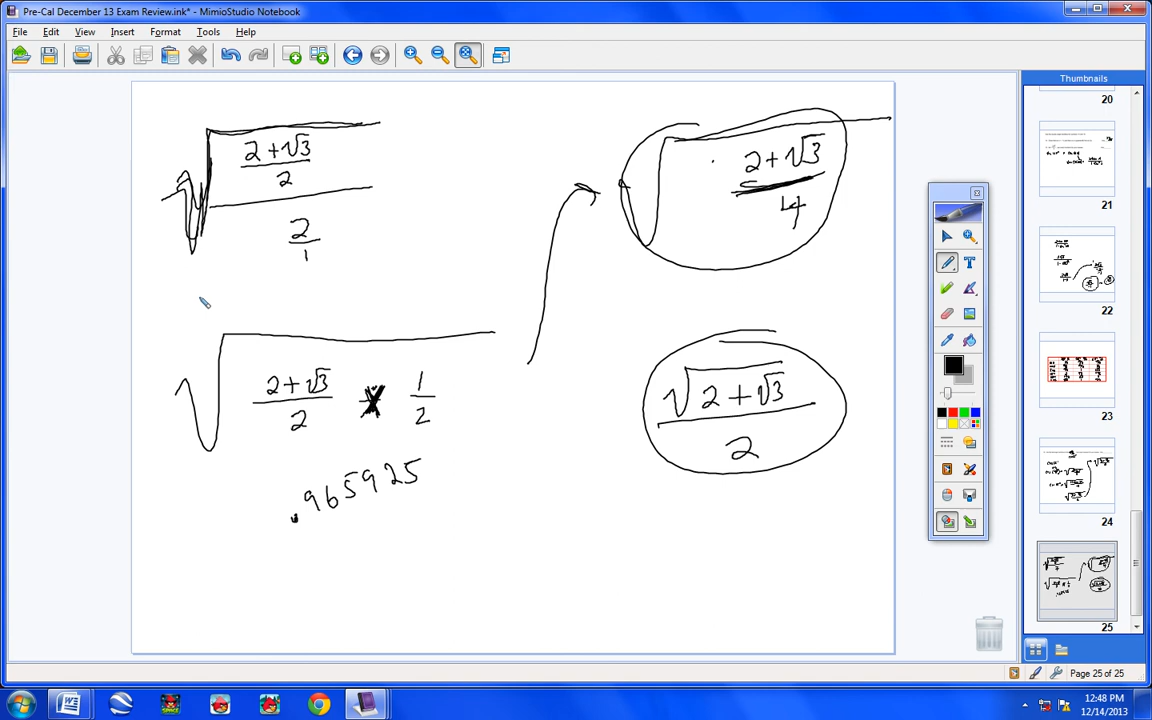 Pre-Cal December 13 Exam Review.ink* - MimioStudio Notebook
File Edit View Insert Format Tools Help
Thumbnails
√
2 + √3
2
2
1
√
2 + √3
4
√
2 + √3
2
x
1
2
√2 + √3
2
.965925
20
21
22
23
24
25
T
Page 25 of 25
12:48 PM
12/14/2013